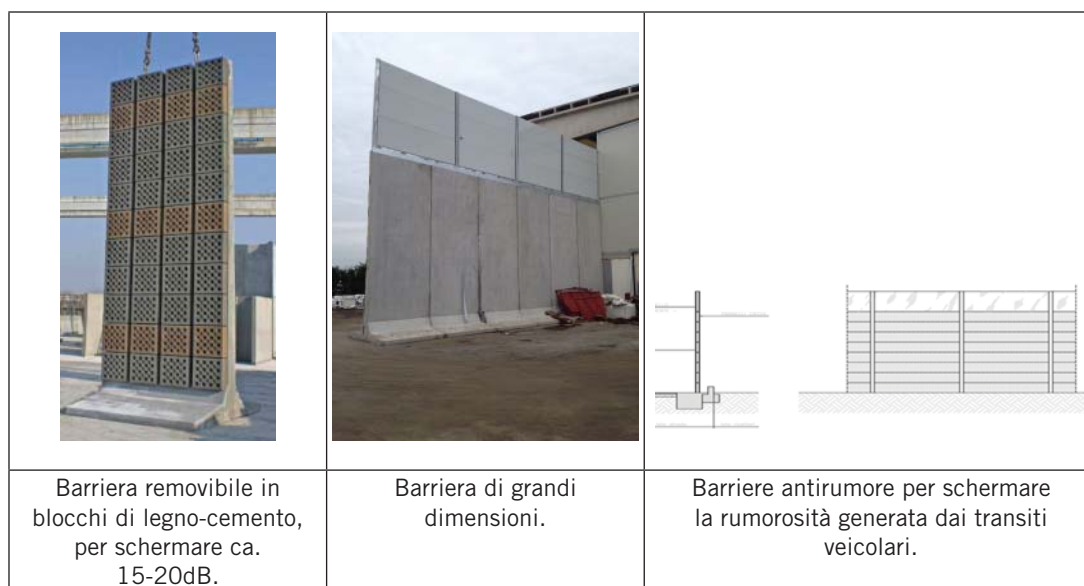 Barriera removibile in
blocchi di legno-cemento,
per schermare ca.
15-20dB.
Barriera di grandi
dimensioni.
Barriere antirumore per schermare
la rumorosità generata dai transiti
veicolari.